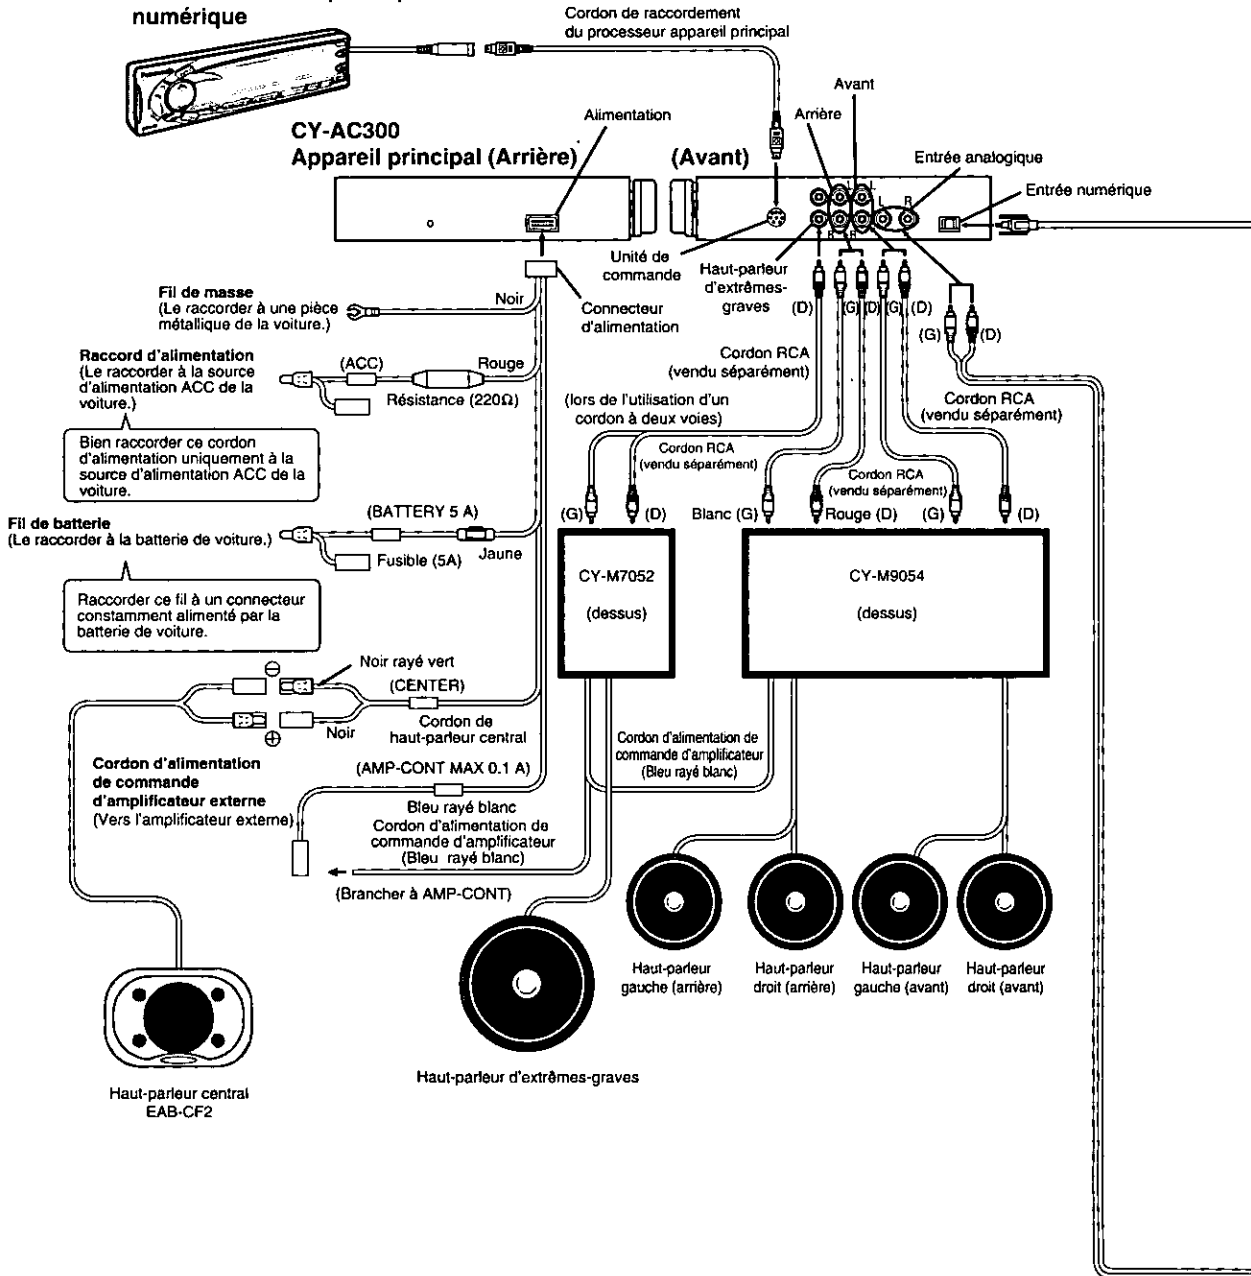 numérique
Cordon de raccordement
du processeur appareil principal
Avant
Alimentation
Arrière
CY-AC300
Appareil principal (Arrière)
(Avant)
Entrée analogique
Entrée numérique
L
L
L
R
R
R
Unité de
commande
Haut-parleur
d'extrêmes-
graves
Connecteur
d'alimentation
Fil de masse
(Le raccorder à une pièce
métallique de la voiture.)
Noir
(D)
(G)
(D)
(G)
(D)
(G)
(D)
Raccord d'alimentation
(Le raccorder à la source
d'alimentation ACC de la
voiture.)
(ACC)
Rouge
Résistance (220Ω)
Cordon RCA
(vendu séparément)
Cordon RCA
(vendu séparément)
(lors de l'utilisation d'un
cordon à deux voies)
Bien raccorder ce cordon
d'alimentation uniquement à la
source d'alimentation ACC de la
voiture.
Cordon RCA
(vendu séparément)
Cordon RCA
(vendu séparément)
Fil de batterie
(Le raccorder à la batterie de voiture.)
(BATTERY 5 A)
Fusible (5A)
Jaune
(G)
(D)
Blanc (G)
Rouge (D)
(G)
(D)
Raccorder ce fil à un connecteur
constamment alimenté par la
batterie de voiture.
CY-M7052
(dessus)
CY-M9054
(dessus)
⊖
Noir rayé vert
(CENTER)
⊕
Noir
Cordon de
haut-parleur central
Cordon d'alimentation de
commande d'amplificateur
(Bleu rayé blanc)
Cordon d'alimentation
de commande
d'amplificateur externe
(Vers l'amplificateur externe)
(AMP-CONT MAX 0.1 A)
Bleu rayé blanc
Cordon d'alimentation de
commande d'amplificateur
(Bleu rayé blanc)
(Brancher à AMP-CONT)
Haut-parleur
gauche (arrière)
Haut-parleur
droit (arrière)
Haut-parleur
gauche (avant)
Haut-parleur
droit (avant)
Haut-parleur d'extrêmes-graves
Haut-parleur central
EAB-CF2